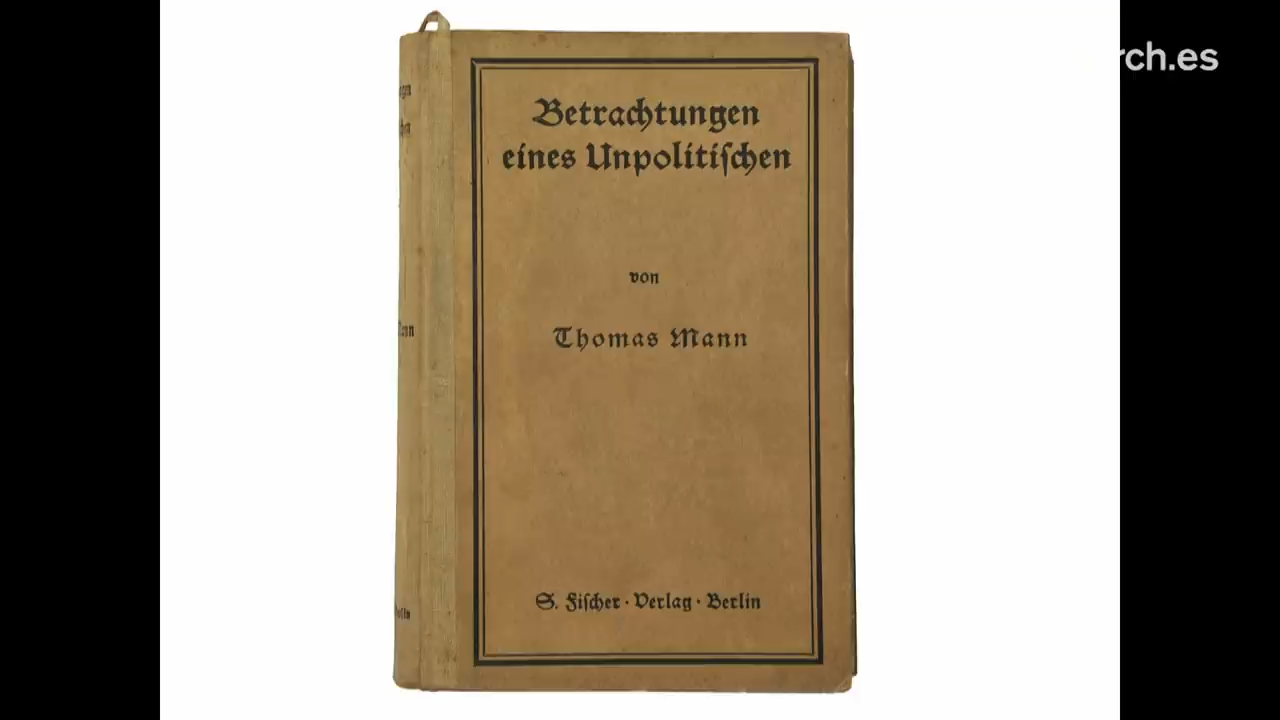 rch.es
Betrachtungen
eines Unpolitiſchen
von
Thomas Mann
S. Fiſcher · Verlag · Berlin